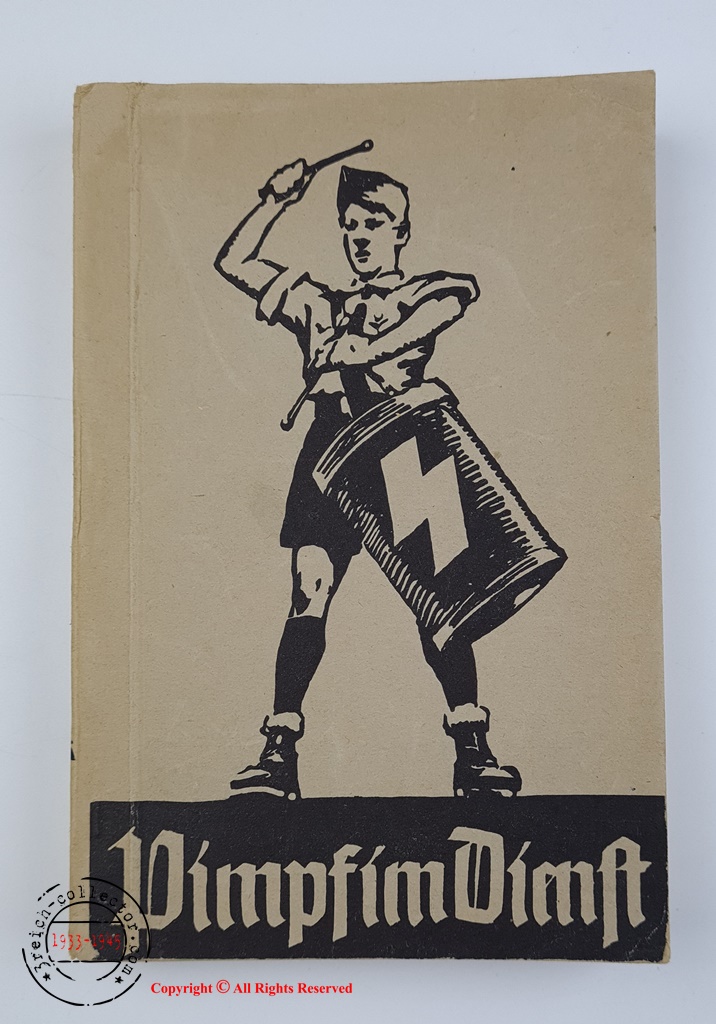 Pimpf im Dienst
3reich-collector.com
1933-1945
Copyright © All Rights Reserved